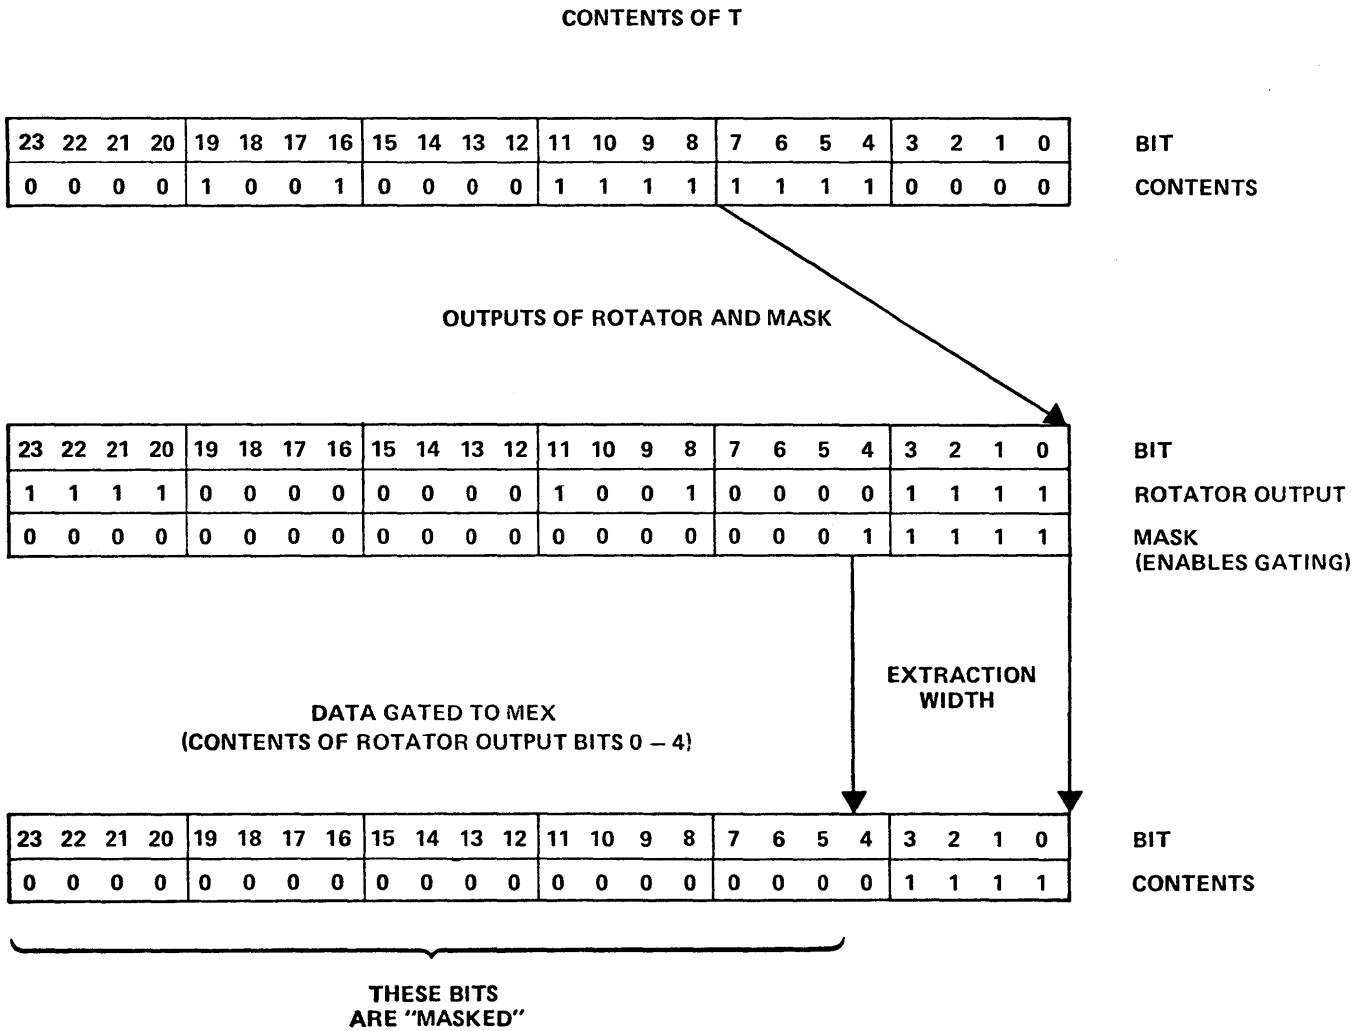 CONTENTS OF T
23 22 21 20 19 18 17 16 15 14 13 12 11 10 9 8 7 6 5 4 3 2 1 0 BIT
0 0 0 0 1 0 0 1 0 0 0 0 1 1 1 1 1 1 1 1 0 0 0 0 CONTENTS
OUTPUTS OF ROTATOR AND MASK
23 22 21 20 19 18 17 16 15 14 13 12 11 10 9 8 7 6 5 4 3 2 1 0 BIT
1 1 1 1 0 0 0 0 0 0 0 0 1 0 0 1 0 0 0 0 1 1 1 1 ROTATOR OUTPUT
0 0 0 0 0 0 0 0 0 0 0 0 0 0 0 0 0 0 0 1 1 1 1 1 MASK
(ENABLES GATING)
EXTRACTION
WIDTH
DATA GATED TO MEX
(CONTENTS OF ROTATOR OUTPUT BITS 0 – 4)
23 22 21 20 19 18 17 16 15 14 13 12 11 10 9 8 7 6 5 4 3 2 1 0 BIT
0 0 0 0 0 0 0 0 0 0 0 0 0 0 0 0 0 0 0 0 1 1 1 1 CONTENTS
THESE BITS
ARE "MASKED"